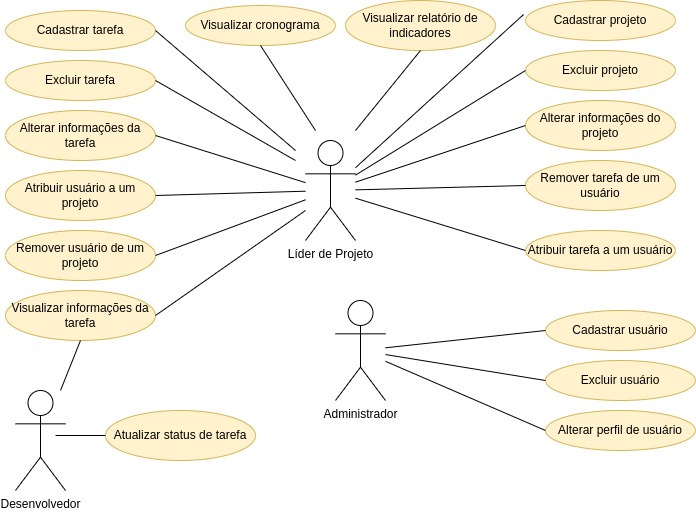 Cadastrar tarefa
Visualizar cronograma
Visualizar relatório de
indicadores
Cadastrar projeto
Excluir tarefa
Excluir projeto
Alterar informações da
tarefa
Alterar informações do
projeto
Atribuir usuário a um
projeto
Remover tarefa de um
usuário
Remover usuário de um
projeto
Líder de Projeto
Atribuir tarefa a um usuário
Visualizar informações da
tarefa
Cadastrar usuário
Excluir usuário
Administrador
Alterar perfil de usuário
Atualizar status de tarefa
Desenvolvedor